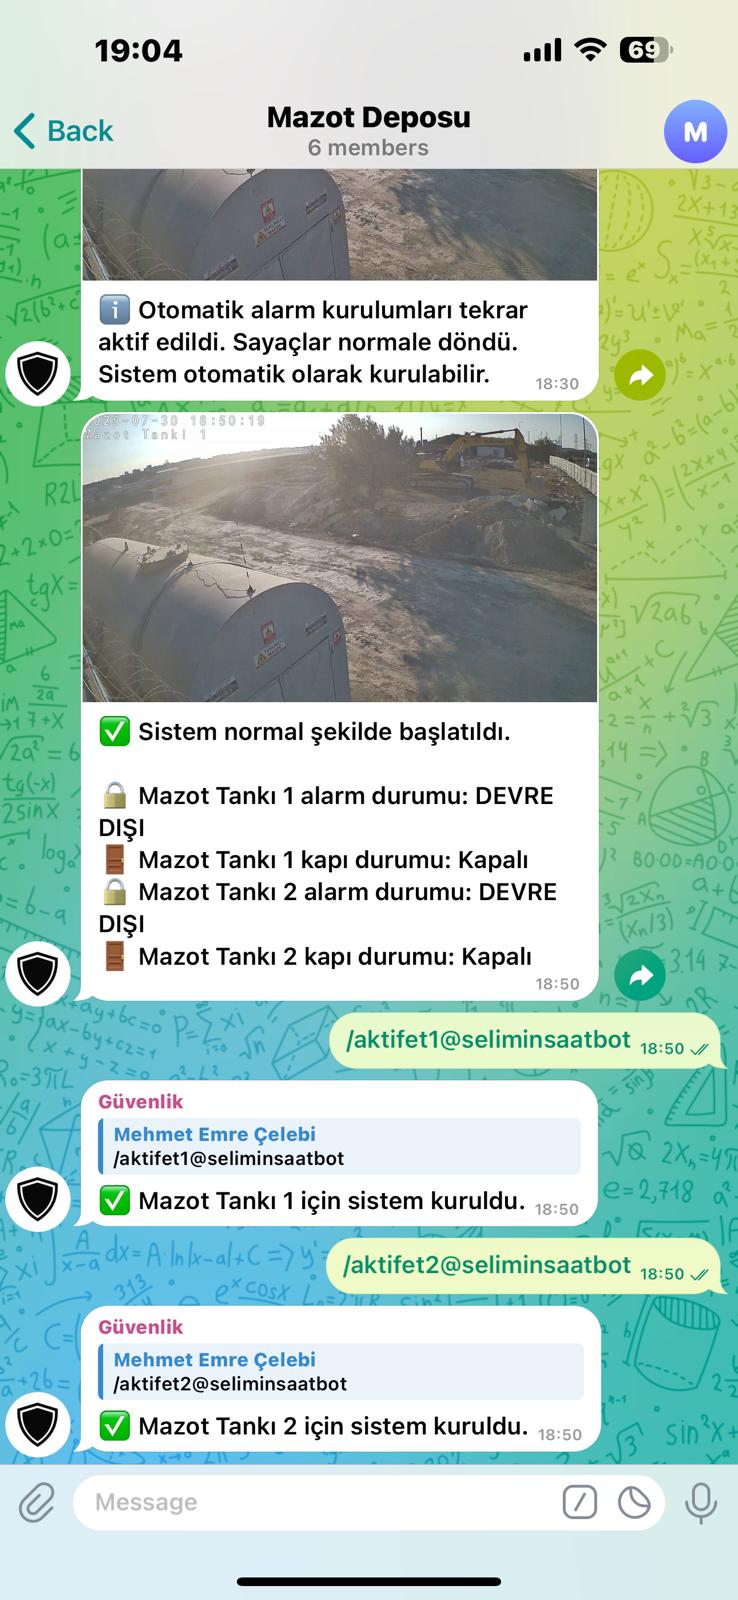 19:04
69
Back
Mazot Deposu
6 members
M
Otomatik alarm kurulumları tekrar
aktif edildi. Sayaçlar normale döndü.
Sistem otomatik olarak kurulabilir.
18:30
-07-30 18:50:19
Mazot Tankı 1
Sistem normal şekilde başlatıldı.
Mazot Tankı 1 alarm durumu: DEVRE
DIŞI
Mazot Tankı 1 kapı durumu: Kapalı
Mazot Tankı 2 alarm durumu: DEVRE
DIŞI
Mazot Tankı 2 kapı durumu: Kapalı
18:50
/aktifet1@seliminsaatbot 18:50
Güvenlik
Mehmet Emre Çelebi
/aktifet1@seliminsaatbot
Mazot Tankı 1 için sistem kuruldu. 18:50
/aktifet2@seliminsaatbot 18:50
Güvenlik
Mehmet Emre Çelebi
/aktifet2@seliminsaatbot
Mazot Tankı 2 için sistem kuruldu. 18:50
Message